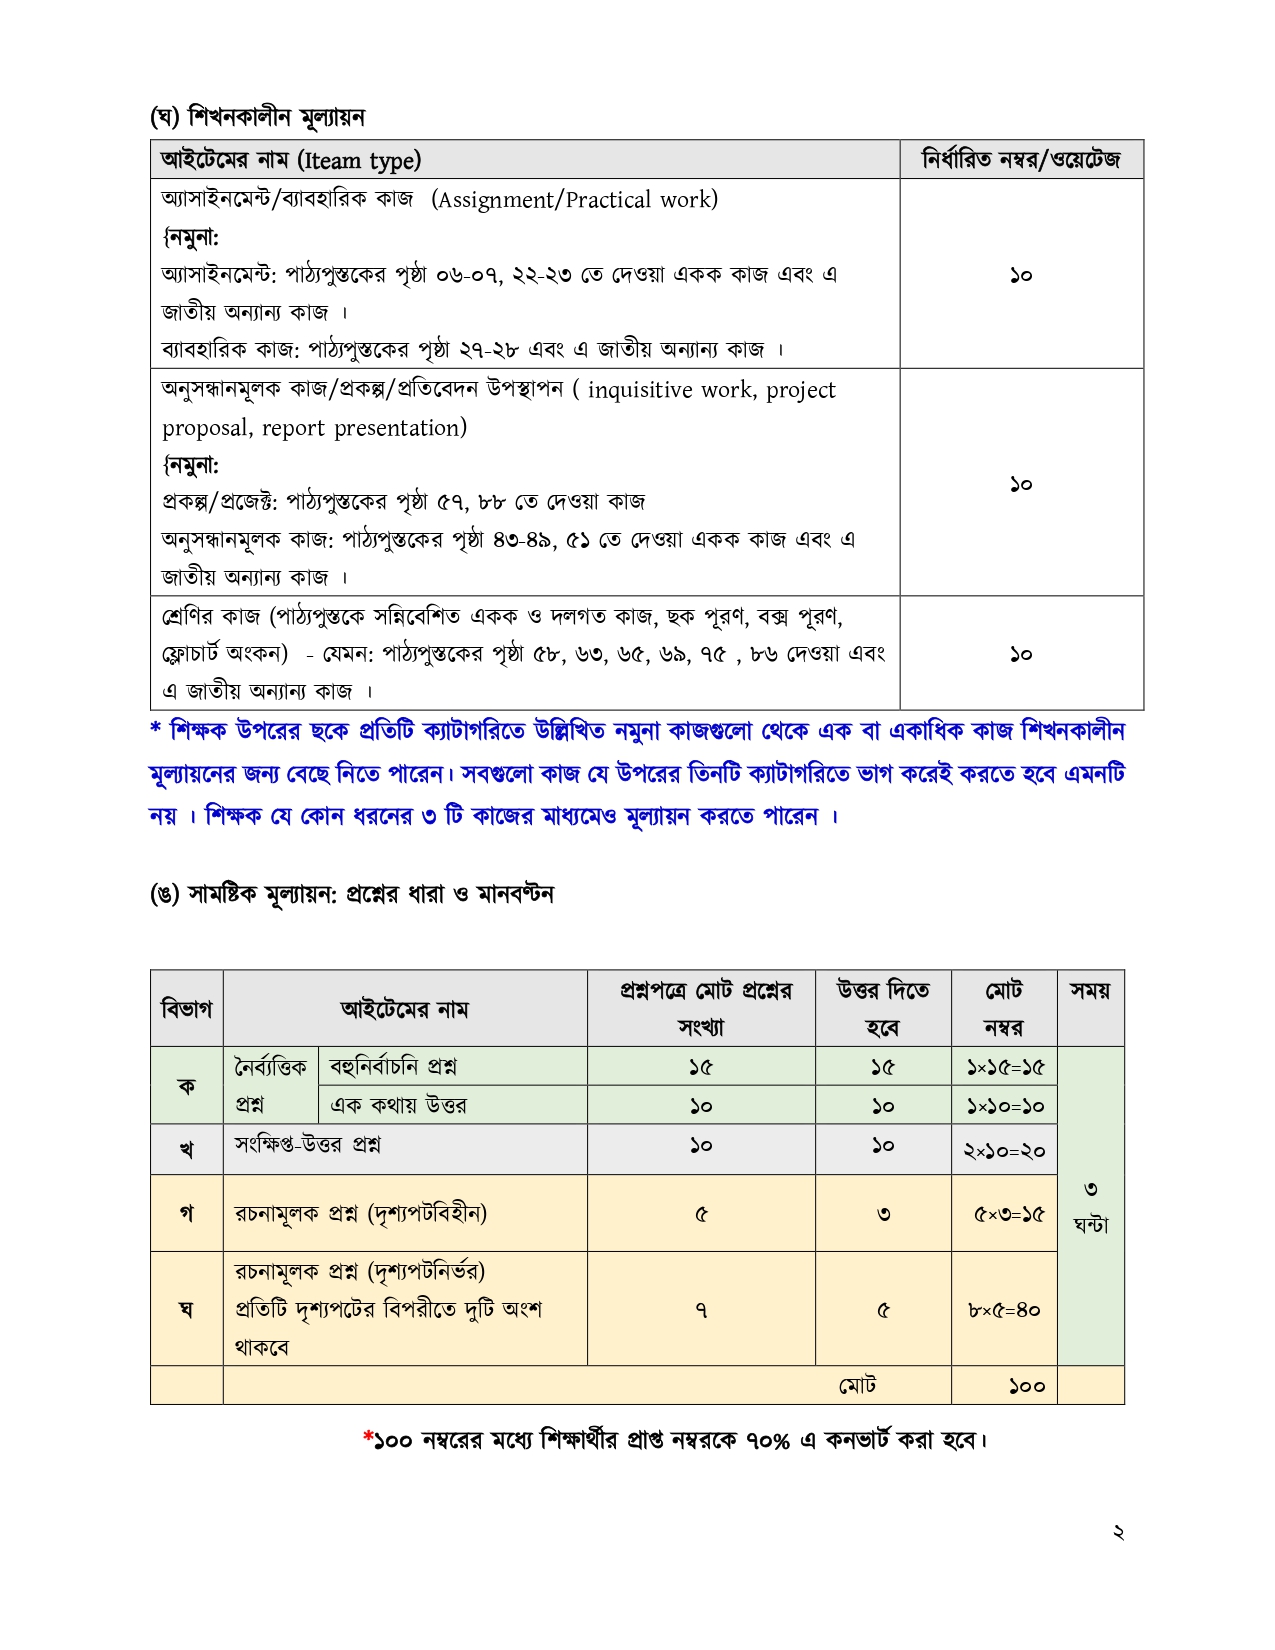 (ঘ) শিখনকালীন মূল্যায়ন
আইটেমের নাম (Iteam type) নির্ধারিত নম্বর/ওয়েটেজ
অ্যাসাইনমেন্ট/ব্যাবহারিক কাজ (Assignment/Practical work)
{নমুনা:
অ্যাসাইনমেন্ট: পাঠ্যপুস্তকের পৃষ্ঠা ০৬-০৭, ২২-২৩ তে দেওয়া একক কাজ এবং এ
জাতীয় অন্যান্য কাজ ।
ব্যাবহারিক কাজ: পাঠ্যপুস্তকের পৃষ্ঠা ২৭-২৮ এবং এ জাতীয় অন্যান্য কাজ ।
১০
অনুসন্ধানমূলক কাজ/প্রকল্প/প্রতিবেদন উপস্থাপন ( inquisitive work, project
proposal, report presentation)
{নমুনা:
প্রকল্প/প্রজেক্ট: পাঠ্যপুস্তকের পৃষ্ঠা ৫৭, ৮৮ তে দেওয়া কাজ
অনুসন্ধানমূলক কাজ: পাঠ্যপুস্তকের পৃষ্ঠা ৪৩-৪৯, ৫১ তে দেওয়া একক কাজ এবং এ
জাতীয় অন্যান্য কাজ ।
১০
শ্রেণির কাজ (পাঠ্যপুস্তকে সন্নিবেশিত একক ও দলগত কাজ, ছক পূরণ, বক্স পূরণ,
ফ্লোচার্ট অংকন) - যেমন: পাঠ্যপুস্তকের পৃষ্ঠা ৫৮, ৬৩, ৬৫, ৬৯, ৭৫ , ৮৬ দেওয়া এবং
এ জাতীয় অন্যান্য কাজ ।
১০
* শিক্ষক উপরের ছকে প্রতিটি ক্যাটাগরিতে উল্লিখিত নমুনা কাজগুলো থেকে এক বা একাধিক কাজ শিখনকালীন
মূল্যায়নের জন্য বেছে নিতে পারেন। সবগুলো কাজ যে উপরের তিনটি ক্যাটাগরিতে ভাগ করেই করতে হবে এমনটি
নয় । শিক্ষক যে কোন ধরনের ৩ টি কাজের মাধ্যমেও মূল্যায়ন করতে পারেন ।
(ঙ) সামষ্টিক মূল্যায়ন: প্রশ্নের ধারা ও মানবণ্টন
বিভাগ আইটেমের নাম প্রশ্নপত্রে মোট প্রশ্নের সংখ্যা উত্তর দিতে হবে মোট নম্বর সময়
ক নৈর্ব্যত্তিক প্রশ্ন বহুনির্বাচনি প্রশ্ন ১৫ ১৫ ১×১৫=১৫
এক কথায় উত্তর ১০ ১০ ১×১০=১০
খ সংক্ষিপ্ত-উত্তর প্রশ্ন ১০ ১০ ২×১০=২০
৩ ঘন্টা
গ রচনামূলক প্রশ্ন (দৃশ্যপটবিহীন) ৫ ৩ ৫×৩=১৫
রচনামূলক প্রশ্ন (দৃশ্যপটনির্ভর)
ঘ প্রতিটি দৃশ্যপটের বিপরীতে দুটি অংশ ৭ ৫ ৮×৫=৪০
থাকবে
মোট ১০০
*১০০ নম্বরের মধ্যে শিক্ষার্থীর প্রাপ্ত নম্বরকে ৭০% এ কনভার্ট করা হবে।
২